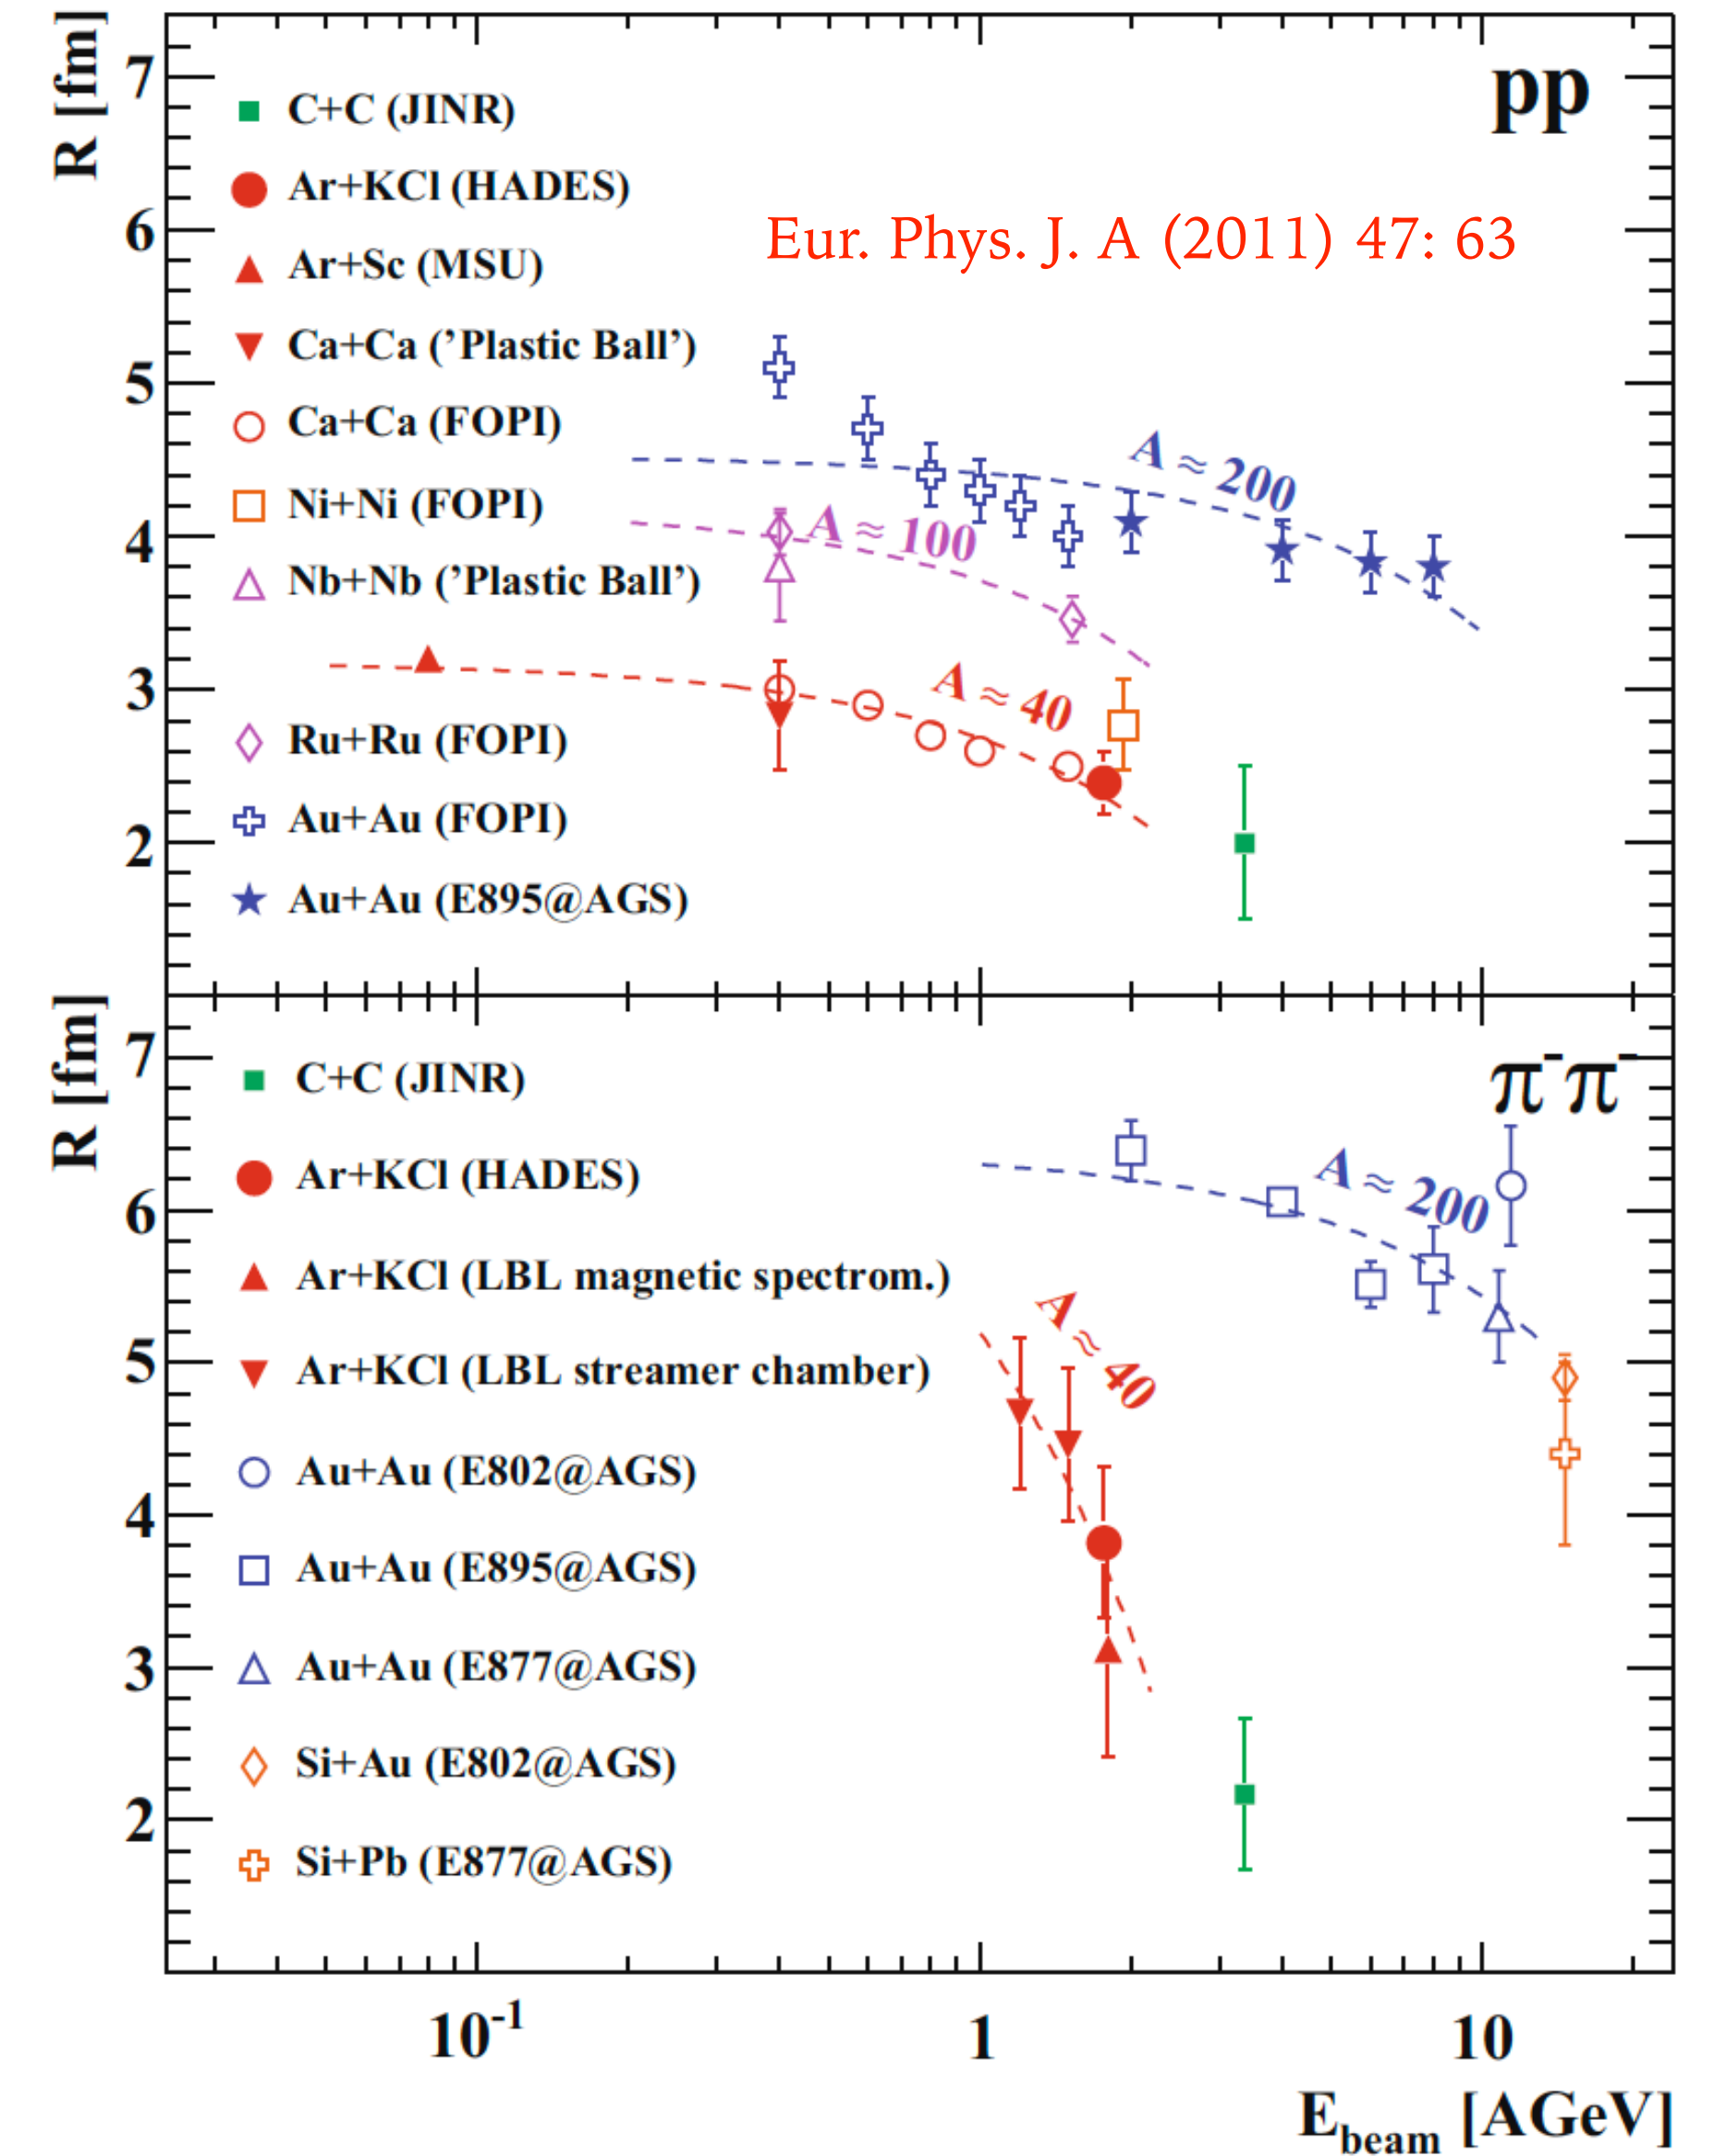 R [fm]
7
6
5
4
3
2
pp
C+C (JINR)
Ar+KCl (HADES)
Eur. Phys. J. A (2011) 47: 63
Ar+Sc (MSU)
Ca+Ca ('Plastic Ball')
Ca+Ca (FOPI)
Ni+Ni (FOPI)
Nb+Nb ('Plastic Ball')
Ru+Ru (FOPI)
Au+Au (FOPI)
Au+Au (E895@AGS)
A ≈ 200
A ≈ 100
A ≈ 40
R [fm]
7
6
5
4
3
2
π⁻π⁻
C+C (JINR)
Ar+KCl (HADES)
Ar+KCl (LBL magnetic spectrom.)
Ar+KCl (LBL streamer chamber)
Au+Au (E802@AGS)
Au+Au (E895@AGS)
Au+Au (E877@AGS)
Si+Au (E802@AGS)
Si+Pb (E877@AGS)
A ≈ 200
A ≈ 40
10⁻¹
1
10
E_beam [AGeV]